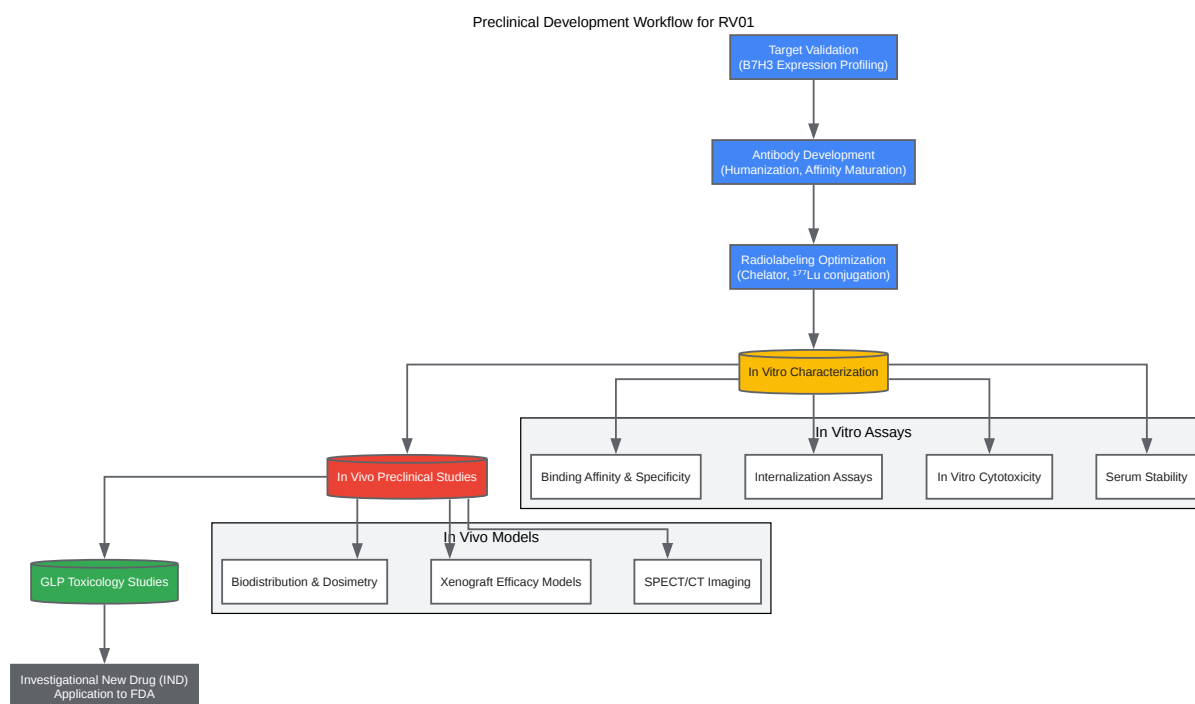 Preclinical Development Workflow for RV01
Target Validation
(B7H3 Expression Profiling)
Antibody Development
(Humanization, Affinity Maturation)
Radiolabeling Optimization
(Chelator, ¹⁷⁷Lu conjugation)
In Vitro Characterization
In Vitro Assays
Binding Affinity & Specificity
Internalization Assays
In Vitro Cytotoxicity
Serum Stability
In Vivo Preclinical Studies
In Vivo Models
Biodistribution & Dosimetry
Xenograft Efficacy Models
SPECT/CT Imaging
GLP Toxicology Studies
Investigational New Drug (IND)
Application to FDA